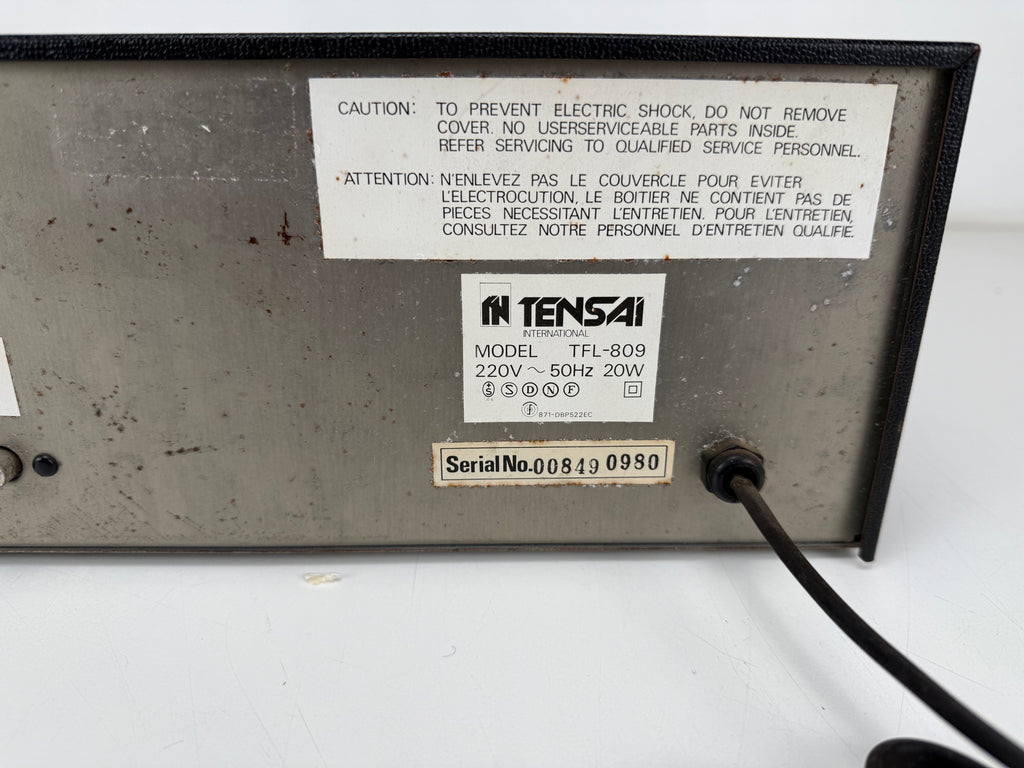 CAUTION: TO PREVENT ELECTRIC SHOCK, DO NOT REMOVE
COVER. NO USERSERVICEABLE PARTS INSIDE.
REFER SERVICING TO QUALIFIED SERVICE PERSONNEL.
ATTENTION: N'ENLEVEZ PAS LE COUVERCLE POUR EVITER
L'ELECTROCUTION, LE BOITIER NE CONTIENT PAS DE
PIECES NECESSITANT L'ENTRETIEN. POUR L'ENTRETIEN,
CONSULTEZ NOTRE PERSONNEL D'ENTRETIEN QUALIFIE.
TENSAI
INTERNATIONAL
MODEL TFL-809
220V ~ 50Hz 20W
S D N F
871-DBP522EC
Serial No. 00849 0980